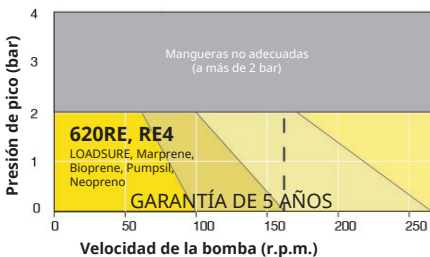 4
Presión de pico (bar)
3
Mangueras no adecuadas
(a más de 2 bar)
2
620RE, RE4
LOADSURE, Marprene,
Bioprene, Pumpsil,
Neopreno
1
GARANTÍA DE 5 AÑOS
0
0 50 100 150 200 250
Velocidad de la bomba (r.p.m.)